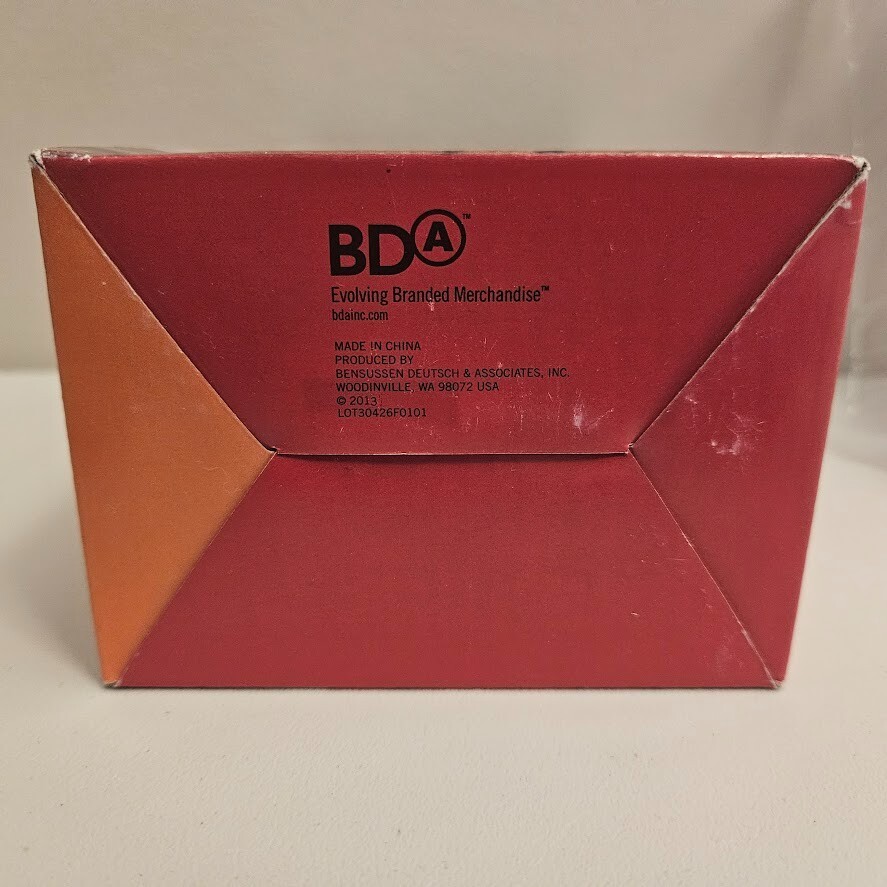 BDA™
Evolving Branded Merchandise™
bdainc.com
MADE IN CHINA
PRODUCED BY
BENSUSSEN DEUTSCH & ASSOCIATES, INC.
WOODINVILLE, WA 98072 USA
© 2013
LOT30426F0101